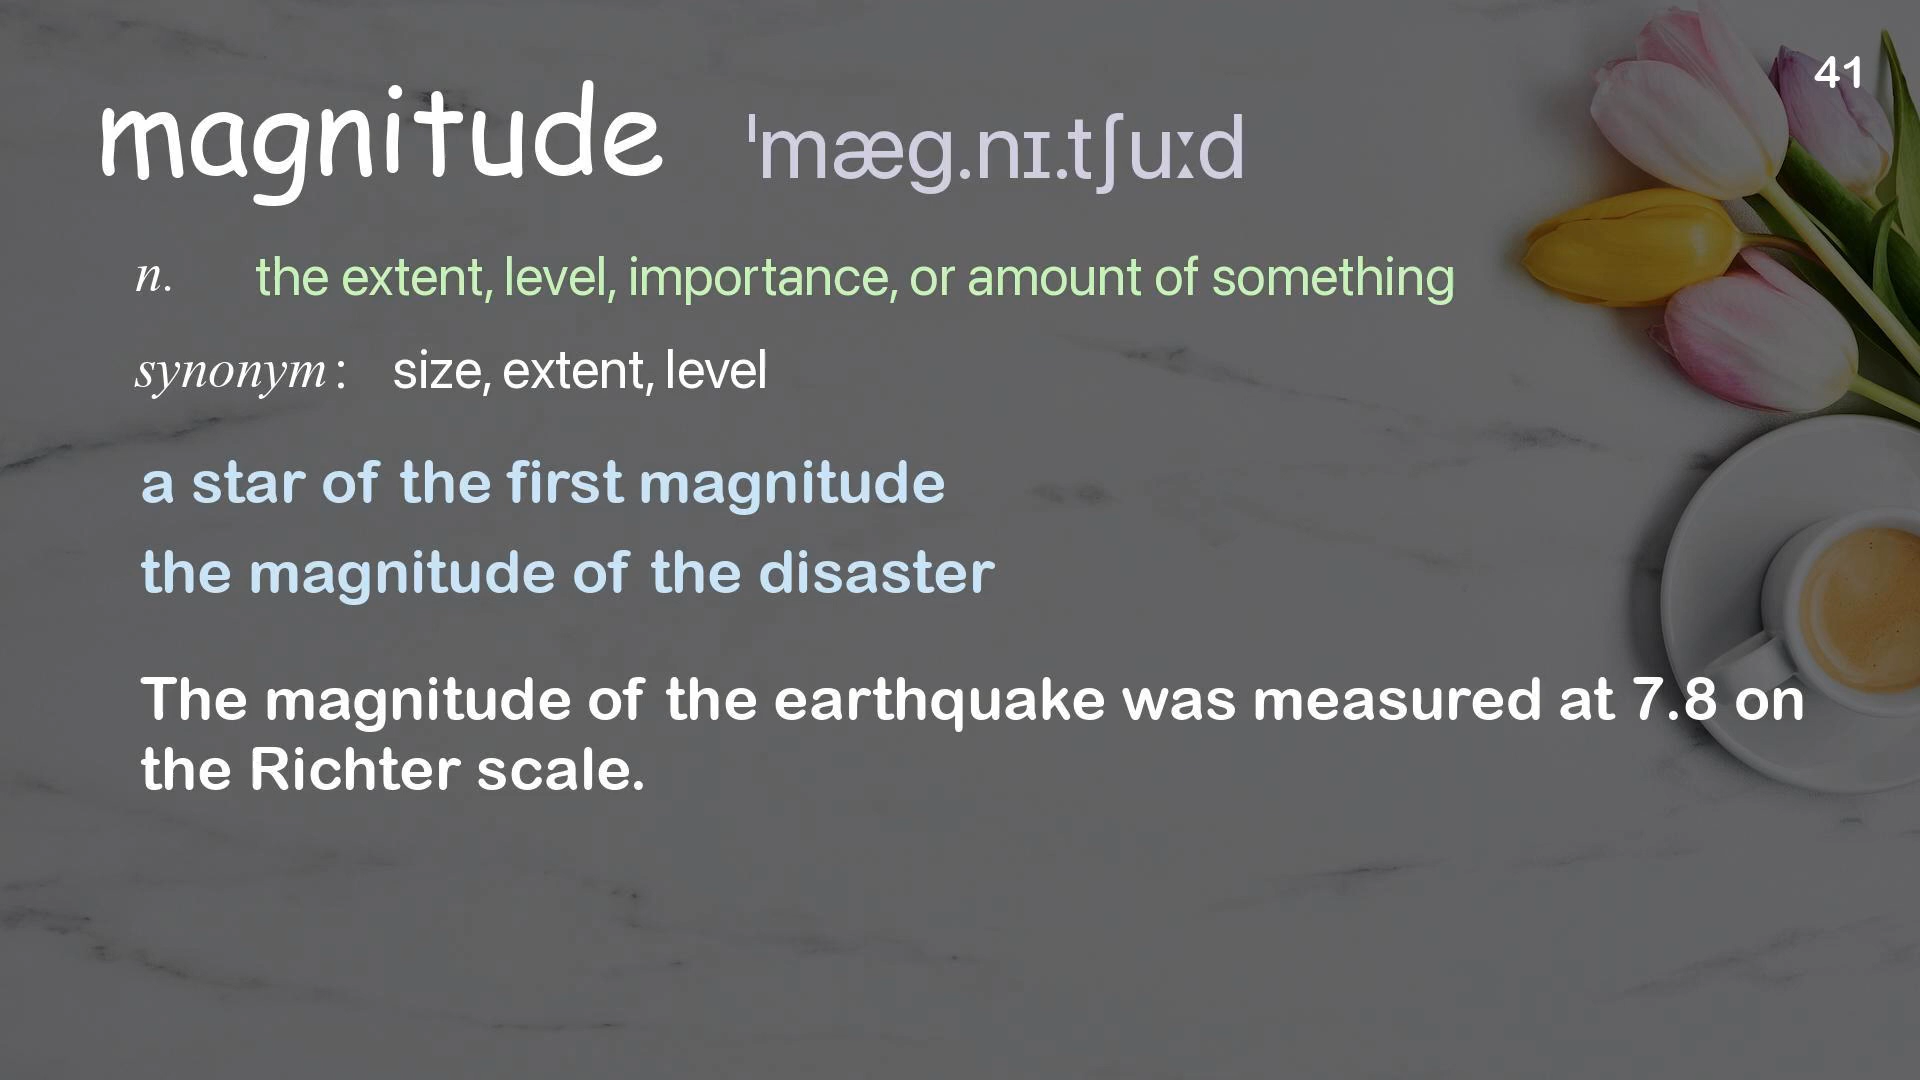 41
magnitude ˈmæg.nɪ.tʃuːd
n. the extent, level, importance, or amount of something
synonym: size, extent, level
a star of the first magnitude
the magnitude of the disaster
The magnitude of the earthquake was measured at 7.8 on
the Richter scale.